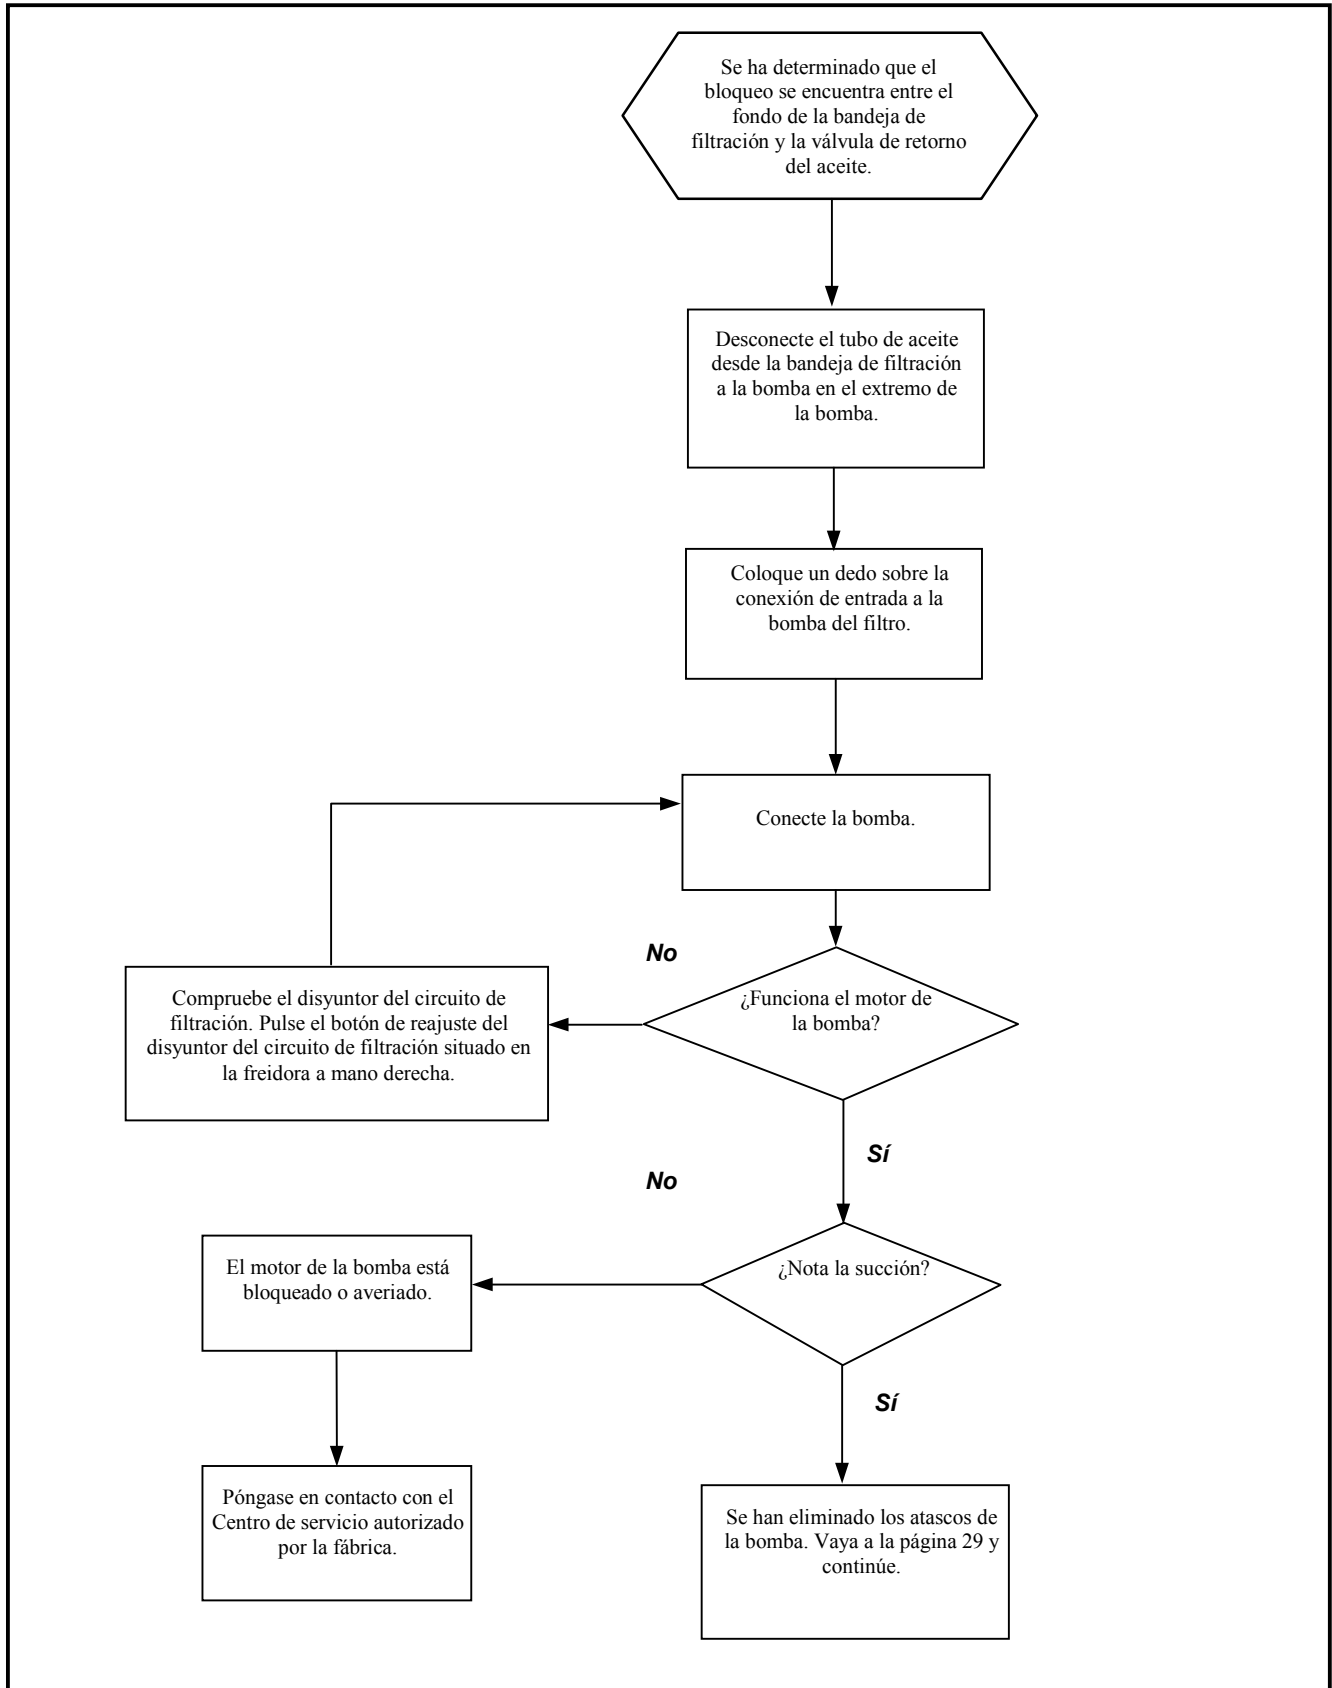 Se ha determinado que el
bloqueo se encuentra entre el
fondo de la bandeja de
filtración y la válvula de retorno
del aceite.
Desconecte el tubo de aceite
desde la bandeja de filtración
a la bomba en el extremo de
la bomba.
Coloque un dedo sobre la
conexión de entrada a la
bomba del filtro.
Conecte la bomba.
No
¿Funciona el motor de
la bomba?
Compruebe el disyuntor del circuito de
filtración. Pulse el botón de reajuste del
disyuntor del circuito de filtración situado en
la freidora a mano derecha.
Sí
No
¿Nota la succión?
El motor de la bomba está
bloqueado o averiado.
Sí
Póngase en contacto con el
Centro de servicio autorizado
por la fábrica.
Se han eliminado los atascos de
la bomba. Vaya a la página 29 y
continúe.